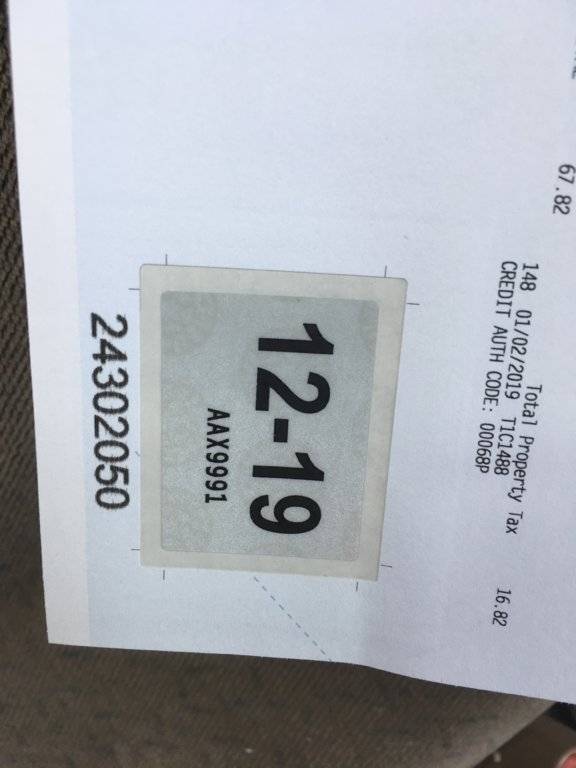 67.82
Total Property Tax 16.82
148 01/02/2019 T1C1488
CREDIT AUTH CODE: 00068P
12-19
AAX9991
24302050